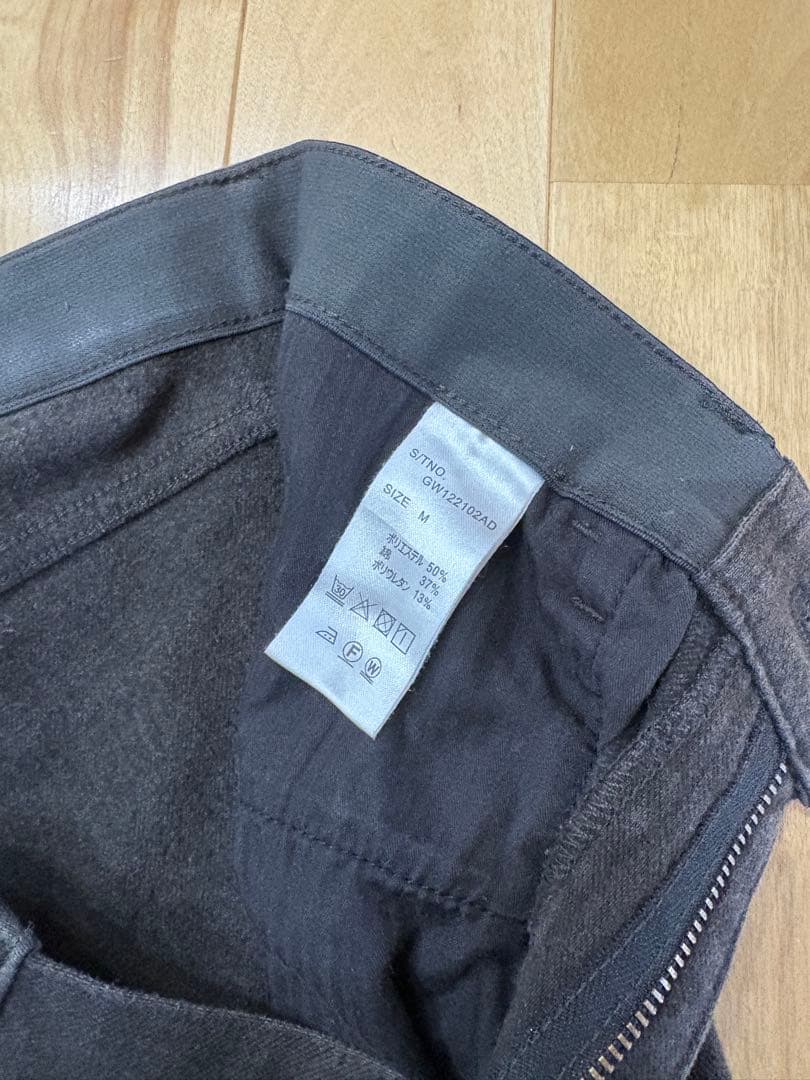 S/TNO.
GW122102AD
SIZE M
ポリエステル 50%
綿 37%
ポリウレタン 13%
30
F W